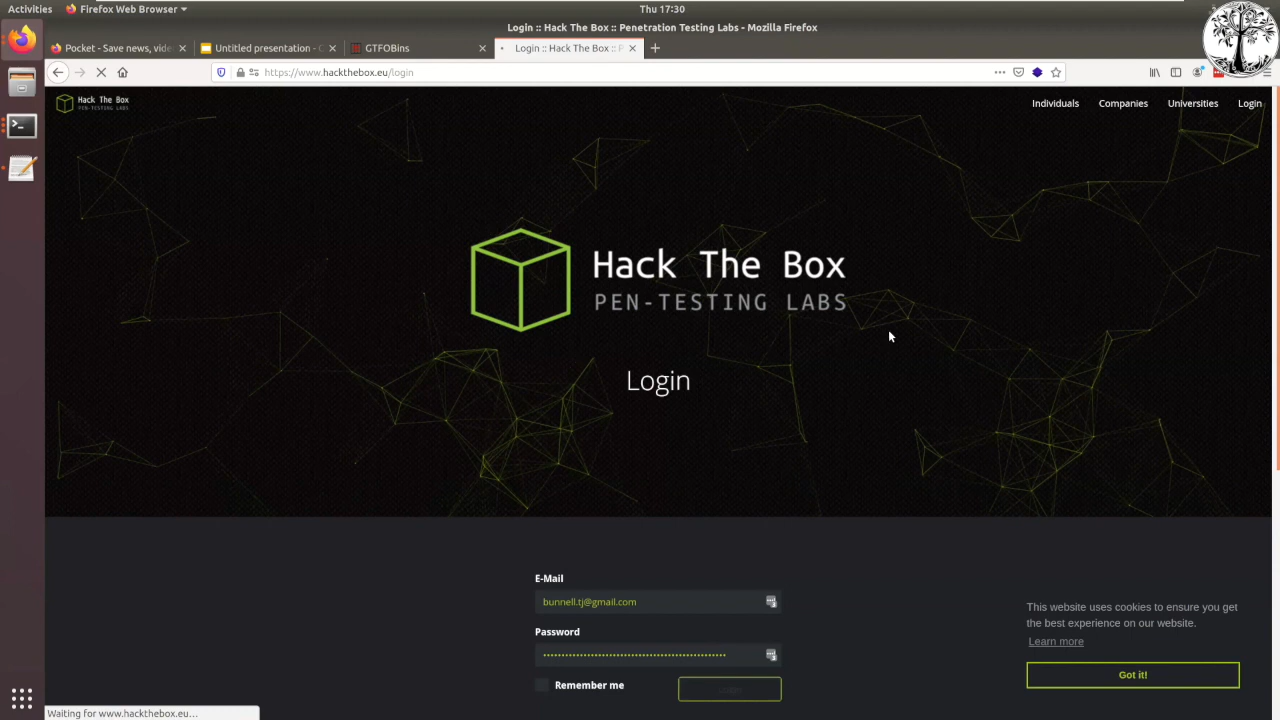 Activities
Firefox Web Browser
Thu 17:30
Login :: Hack The Box :: Penetration Testing Labs - Mozilla Firefox
Pocket - Save news, vide
Untitled presentation -
GTFOBins
Login :: Hack The Box :: P
https://www.hackthebox.eu/login
Hack The Box
PEN-TESTING LABS
Individuals
Companies
Universities
Login
Hack The Box
PEN-TESTING LABS
Login
E-Mail
bunnell.tj@gmail.com
Password
Remember me
This website uses cookies to ensure you get
the best experience on our website.
Learn more
Got it!
Waiting for www.hackthebox.eu...